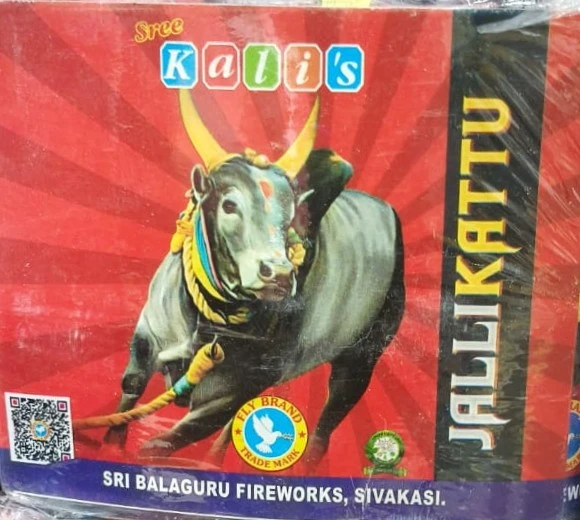 Sree
Kali's
JALLIKATTU
FLY BRAND
TRADE MARK
SRI BALAGURU FIREWORKS, SIVAKASI.